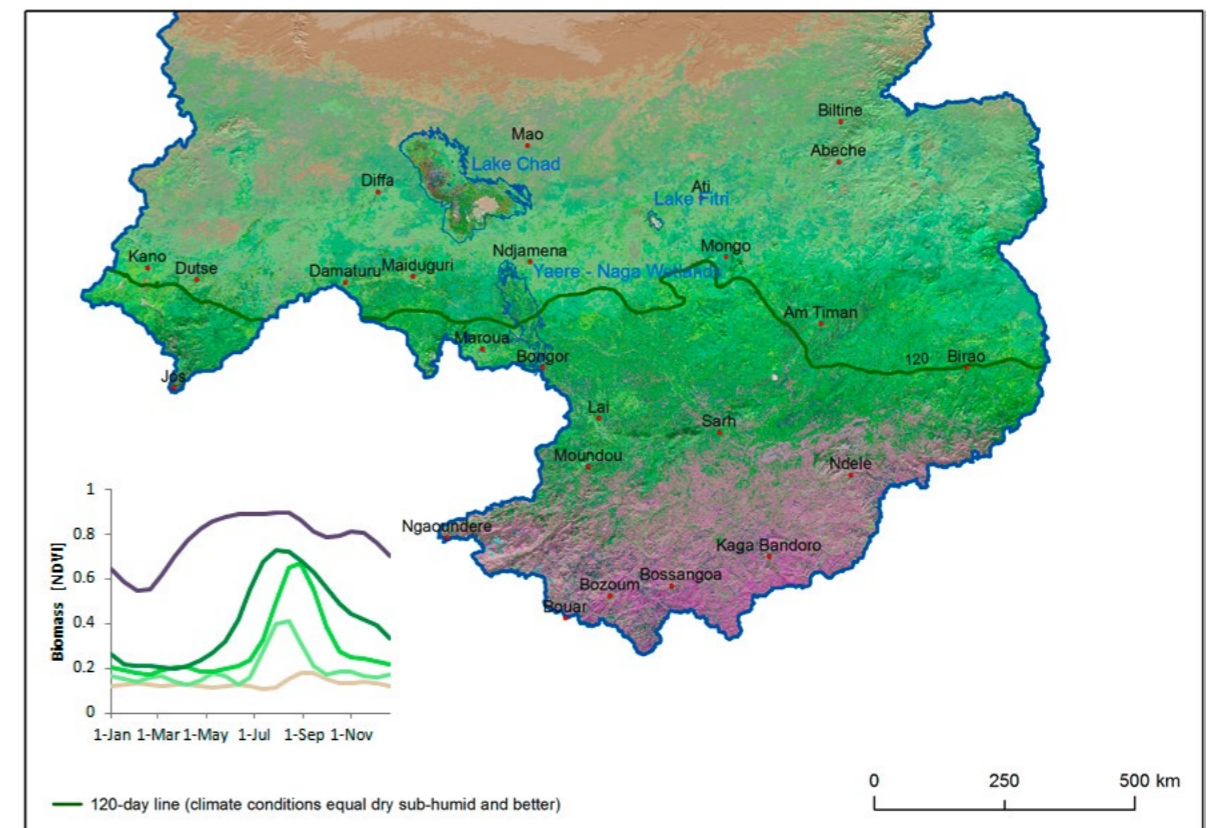 Biltine
Mao
Abeche
Lake Chad
Diffa
Ati
Lake Fitri
Kano
Dutse
Damaturu
Maiduguri
Ndjamena
Mongo
Yaere - Naga Wetlands
Am Timan
Maroua
Bongor
120
Birao
Jos
Lai
Sarh
Moundou
Ndele
Ngaoundere
Kaga Bandoro
Bossangoa
Bozoum
Bouar
Biomass [NDVI]
1
0.8
0.6
0.4
0.2
0
1-Jan 1-Mar 1-May 1-Jul 1-Sep 1-Nov
0 250 500 km
120-day line (climate conditions equal dry sub-humid and better)